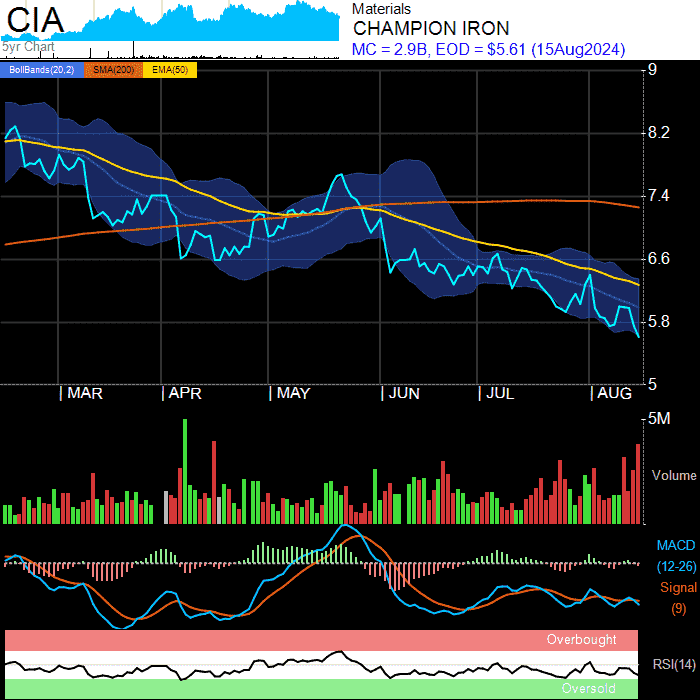 CIA
5yr Chart
Materials
CHAMPION IRON
MC = 2.9B, EOD = $5.61 (15Aug2024)
BollBands(20,2) SMA(200) EMA(50)
9
8.2
7.4
6.6
5.8
5
MAR APR MAY JUN JUL AUG
5M
Volume
MACD
(12-26)
Signal
(9)
Overbought
RSI(14)
Oversold